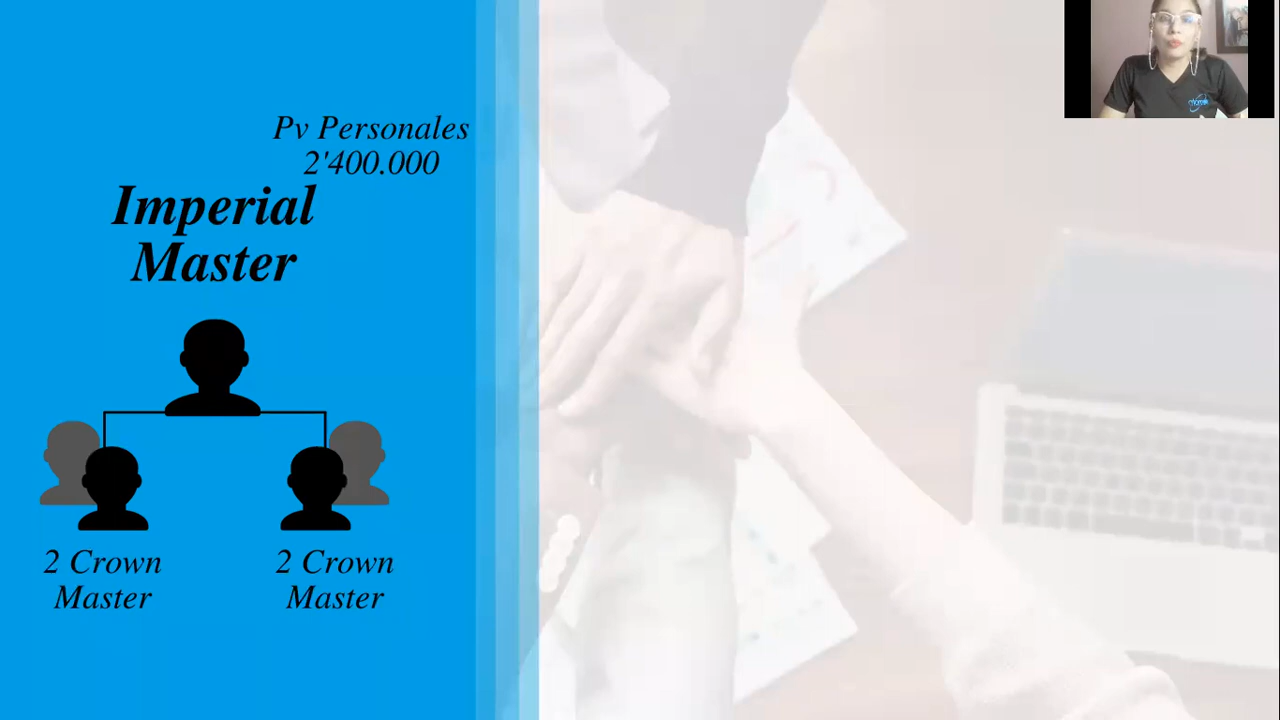 Pv Personales
2'400.000
Imperial
Master
2 Crown
Master
2 Crown
Master